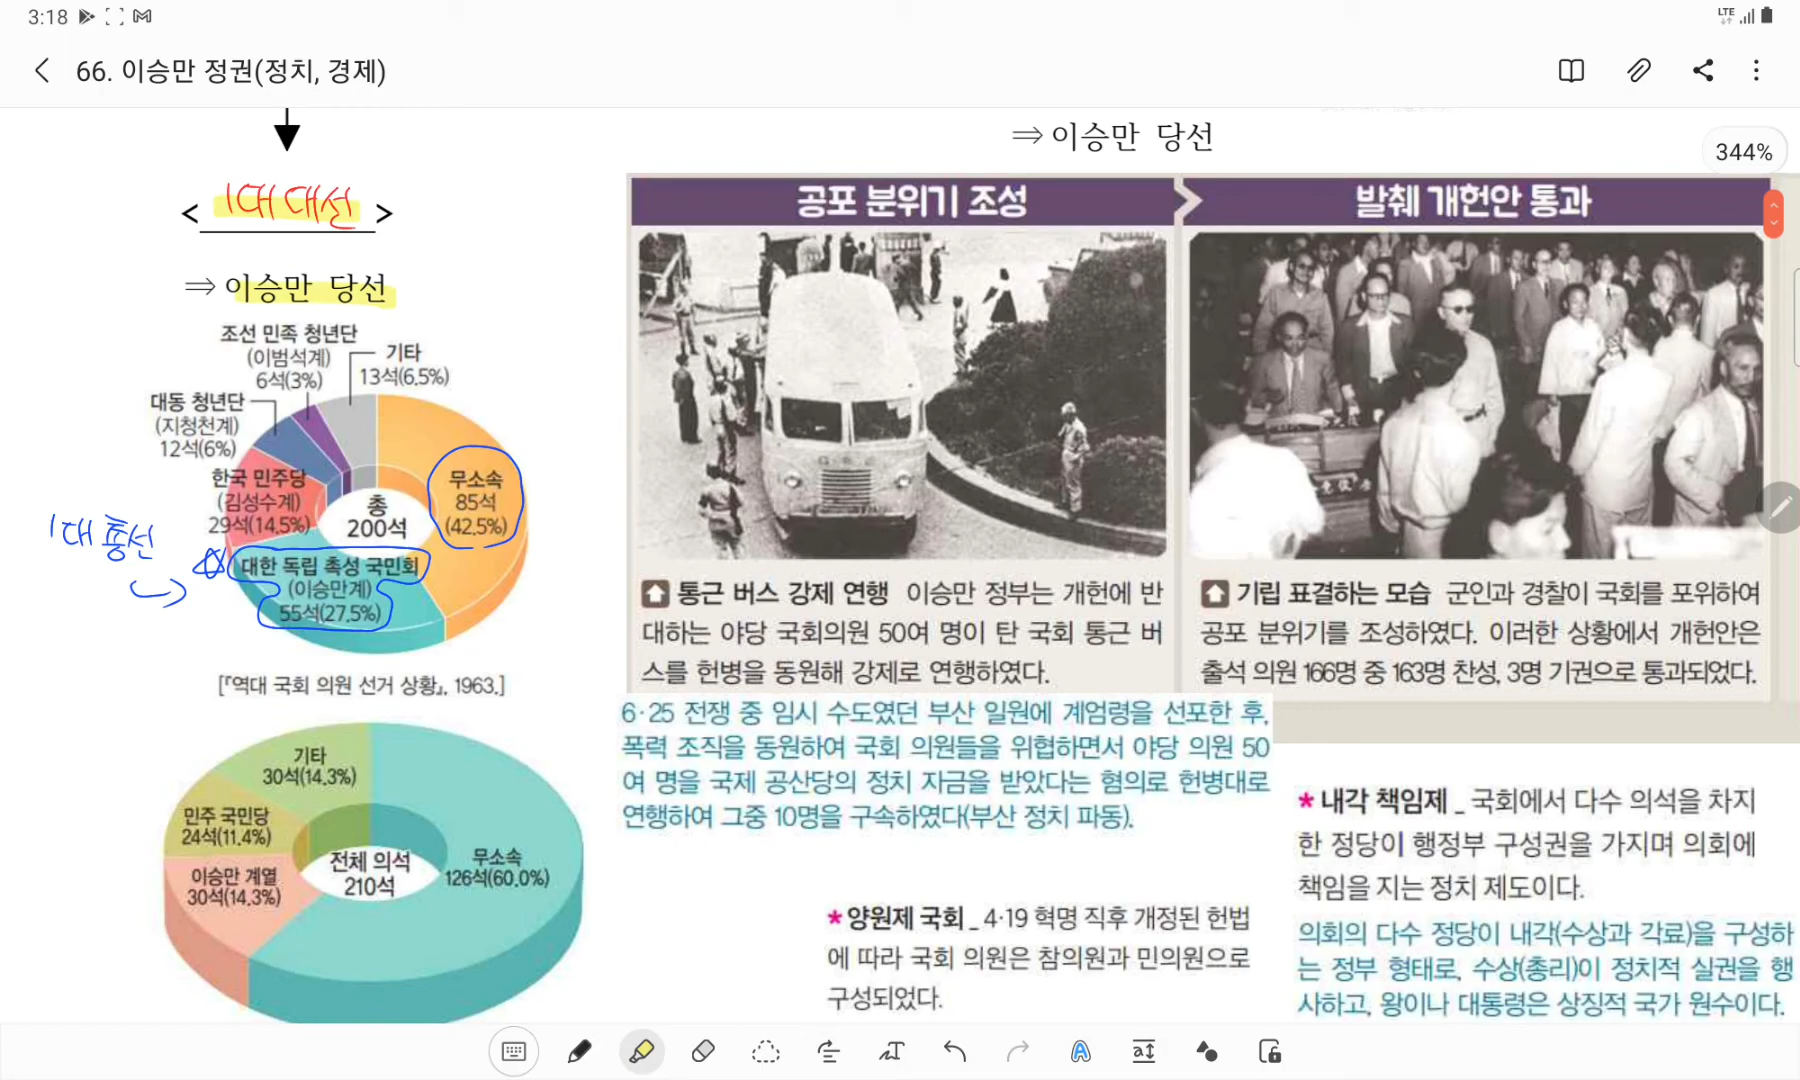 3:18
LTE
66. 이승만 정권(정치, 경제)
344%
< 1대 대선 >
⇒ 이승만 당선
조선 민족 청년단
(이범석계)
6석(3%)
기타
13석(6.5%)
대동 청년단
(지청천계)
12석(6%)
한국 민주당
(김성수계)
29석(14.5%)
총
200석
무소속
85석
(42.5%)
1대 총선
대한 독립 촉성 국민회
(이승만계)
55석(27.5%)
[『역대 국회 의원 선거 상황』, 1963.]
기타
30석(14.3%)
민주 국민당
24석(11.4%)
이승만 계열
30석(14.3%)
전체 의석
210석
무소속
126석(60.0%)
⇒ 이승만 당선
공포 분위기 조성
발췌 개헌안 통과
통근 버스 강제 연행 이승만 정부는 개헌에 반
대하는 야당 국회의원 50여 명이 탄 국회 통근 버
스를 헌병을 동원해 강제로 연행하였다.
기립 표결하는 모습 군인과 경찰이 국회를 포위하여
공포 분위기를 조성하였다. 이러한 상황에서 개헌안은
출석 의원 166명 중 163명 찬성, 3명 기권으로 통과되었다.
6·25 전쟁 중 임시 수도였던 부산 일원에 계엄령을 선포한 후,
폭력 조직을 동원하여 국회 의원들을 위협하면서 야당 의원 50
여 명을 국제 공산당의 정치 자금을 받았다는 혐의로 헌병대로
연행하여 그중 10명을 구속하였다(부산 정치 파동).
* 양원제 국회 _ 4·19 혁명 직후 개정된 헌법
에 따라 국회 의원은 참의원과 민의원으로
구성되었다.
* 내각 책임제 _ 국회에서 다수 의석을 차지
한 정당이 행정부 구성권을 가지며 의회에
책임을 지는 정치 제도이다.
의회의 다수 정당이 내각(수상과 각료)을 구성하
는 정부 형태로, 수상(총리)이 정치적 실권을 행
사하고, 왕이나 대통령은 상징적 국가 원수이다.